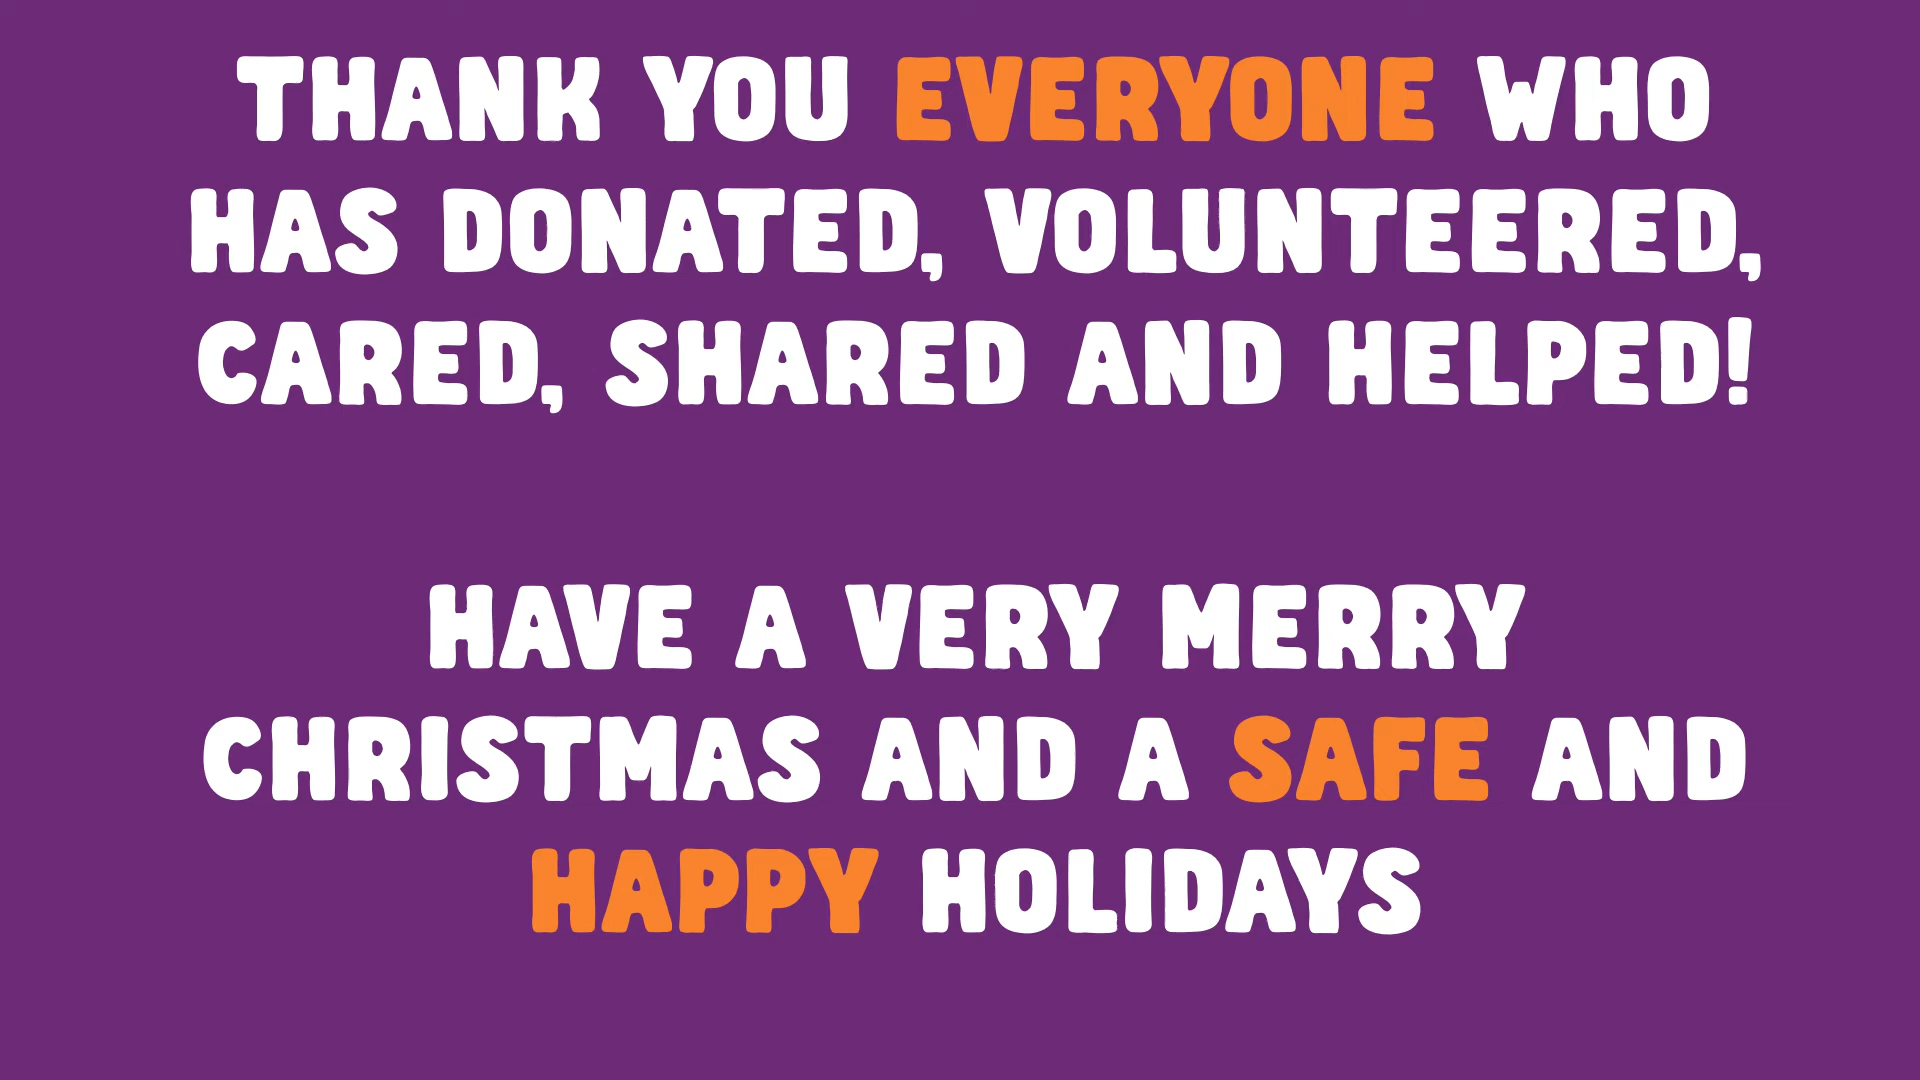 THANK YOU EVERYONE WHO
HAS DONATED, VOLUNTEERED,
CARED, SHARED AND HELPED!
HAVE A VERY MERRY
CHRISTMAS AND A SAFE AND
HAPPY HOLIDAYS